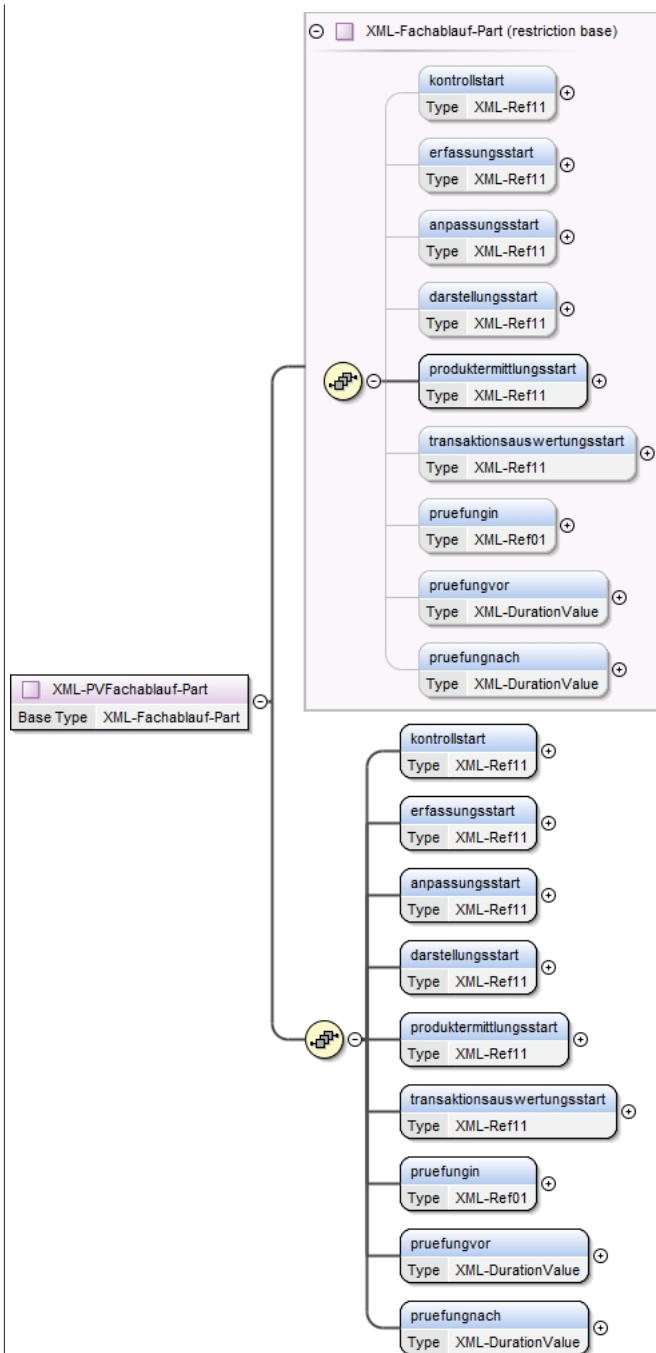 XML-Fachablauf-Part (restriction base)
kontrollstart
Type XML-Ref11
erfassungsstart
Type XML-Ref11
anpassungsstart
Type XML-Ref11
darstellungsstart
Type XML-Ref11
produktermittlungsstart
Type XML-Ref11
transaktionsauswertungsstart
Type XML-Ref11
pruefungin
Type XML-Ref01
pruefungvor
Type XML-DurationValue
pruefungnach
Type XML-DurationValue
XML-PVFachablauf-Part
Base Type XML-Fachablauf-Part
kontrollstart
Type XML-Ref11
erfassungsstart
Type XML-Ref11
anpassungsstart
Type XML-Ref11
darstellungsstart
Type XML-Ref11
produktermittlungsstart
Type XML-Ref11
transaktionsauswertungsstart
Type XML-Ref11
pruefungin
Type XML-Ref01
pruefungvor
Type XML-DurationValue
pruefungnach
Type XML-DurationValue